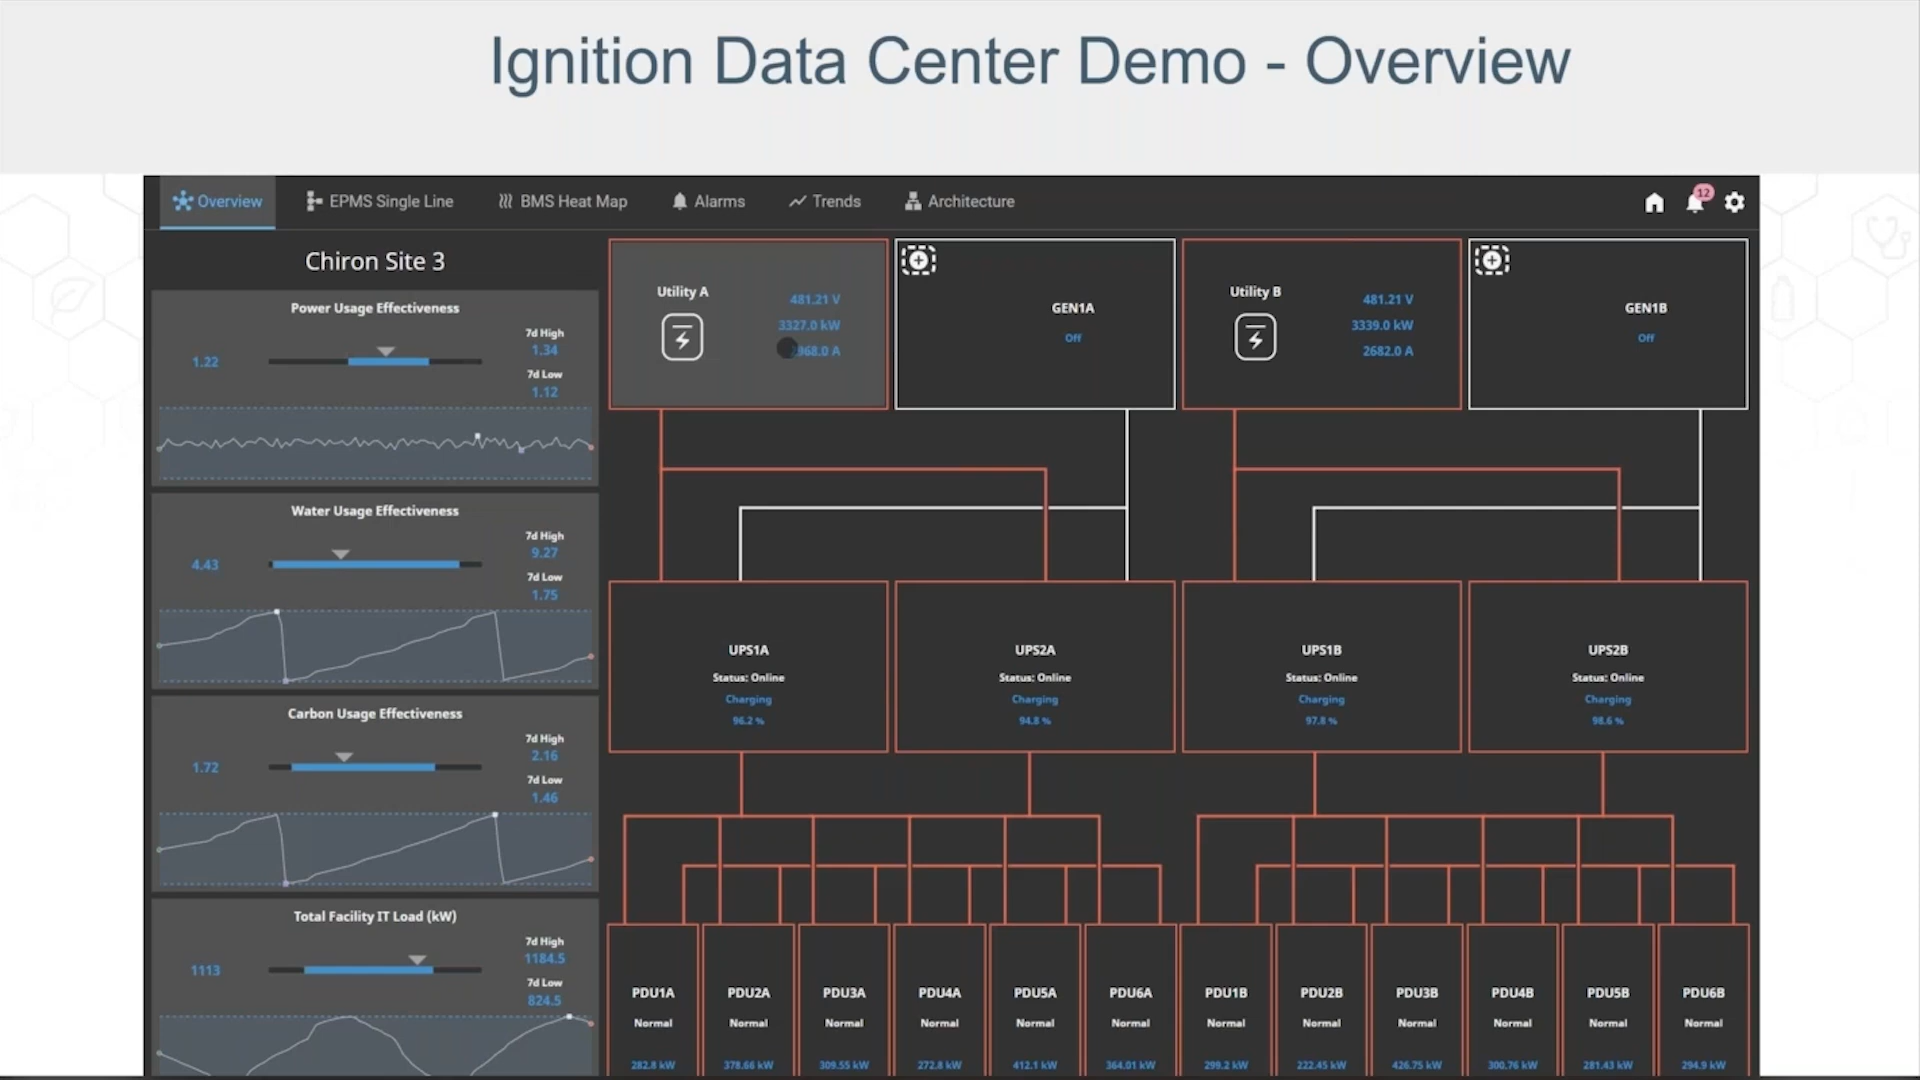 Ignition Data Center Demo - Overview
Overview
EPMS Single Line
BMS Heat Map
Alarms
Trends
Architecture
12
Chiron Site 3
Power Usage Effectiveness
1.22
7d High
1.34
7d Low
1.12
Water Usage Effectiveness
4.43
7d High
9.27
7d Low
1.75
Carbon Usage Effectiveness
1.72
7d High
2.16
7d Low
1.46
Total Facility IT Load (kW)
1113
7d High
1184.5
7d Low
824.5
Utility A
481.21 V
3327.0 kW
A
GEN1A
Off
Utility B
481.21 V
3339.0 kW
2682.0 A
GEN1B
Off
UPS1A
Status: Online
Charging
96.2 %
UPS2A
Status: Online
Charging
94.8 %
UPS1B
Status: Online
Charging
97.8 %
UPS2B
Status: Online
Charging
98.6 %
PDU1A
Normal
282.8 kW
PDU2A
Normal
378.66 kW
PDU3A
Normal
309.55 kW
PDU4A
Normal
272.8 kW
PDU5A
Normal
412.1 kW
PDU6A
Normal
364.01 kW
PDU1B
Normal
299.2 kW
PDU2B
Normal
222.45 kW
PDU3B
Normal
426.75 kW
PDU4B
Normal
300.76 kW
PDU5B
Normal
281.43 kW
PDU6B
Normal
294.9 kW